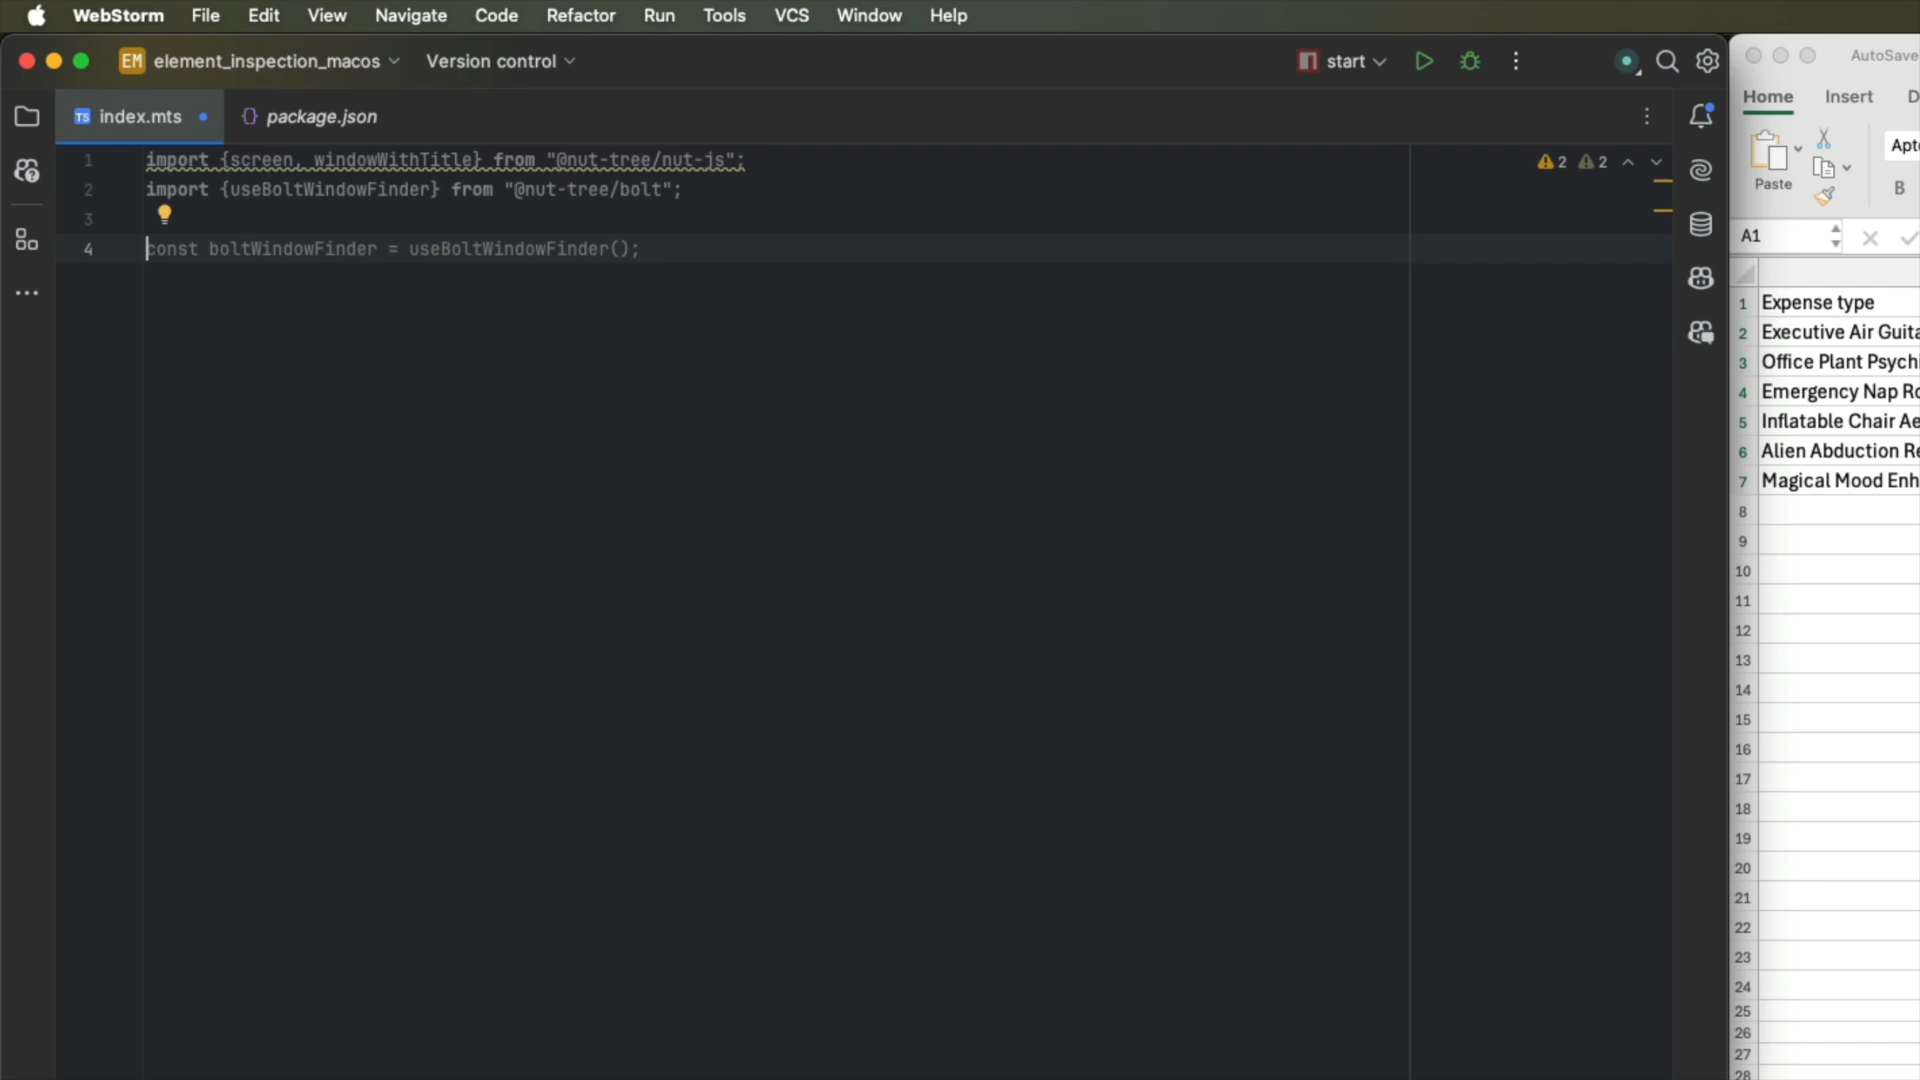 WebStorm File Edit View Navigate Code Refactor Run Tools VCS Window Help
EM element_inspection_macos Version control start
TS index.mts {} package.json
1 import {screen, windowWithTitle} from "@nut-tree/nut-js";
2 import {useBoltWindowFinder} from "@nut-tree/bolt";
3
4 const boltWindowFinder = useBoltWindowFinder();
2 2
AutoSave
Home Insert D
Paste
Apt
B
A1
1 Expense type
2 Executive Air Guita
3 Office Plant Psychi
4 Emergency Nap Ro
5 Inflatable Chair Ae
6 Alien Abduction Re
7 Magical Mood Enh
8
9
10
11
12
13
14
15
16
17
18
19
20
21
22
23
24
25
26
27
28